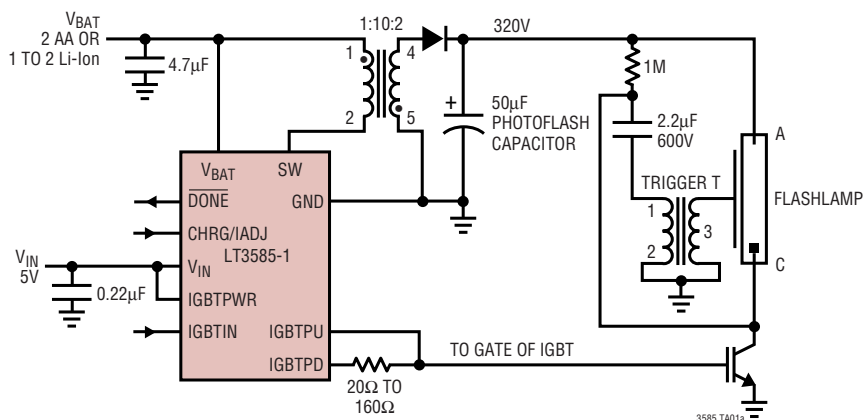 VBAT
2 AA OR
1 TO 2 Li-Ion
4.7µF
1:10:2
1
4
2
5
320V
+
50µF
PHOTOFLASH
CAPACITOR
1M
2.2µF
600V
A
TRIGGER T
FLASHLAMP
1
3
2
C
VBAT
SW
DONE
GND
CHRG/IADJ
LT3585-1
VIN
5V
VIN
0.22µF
IGBTPWR
IGBTIN
IGBTPU
IGBTPD
TO GATE OF IGBT
20Ω TO
160Ω
3585 TA01a